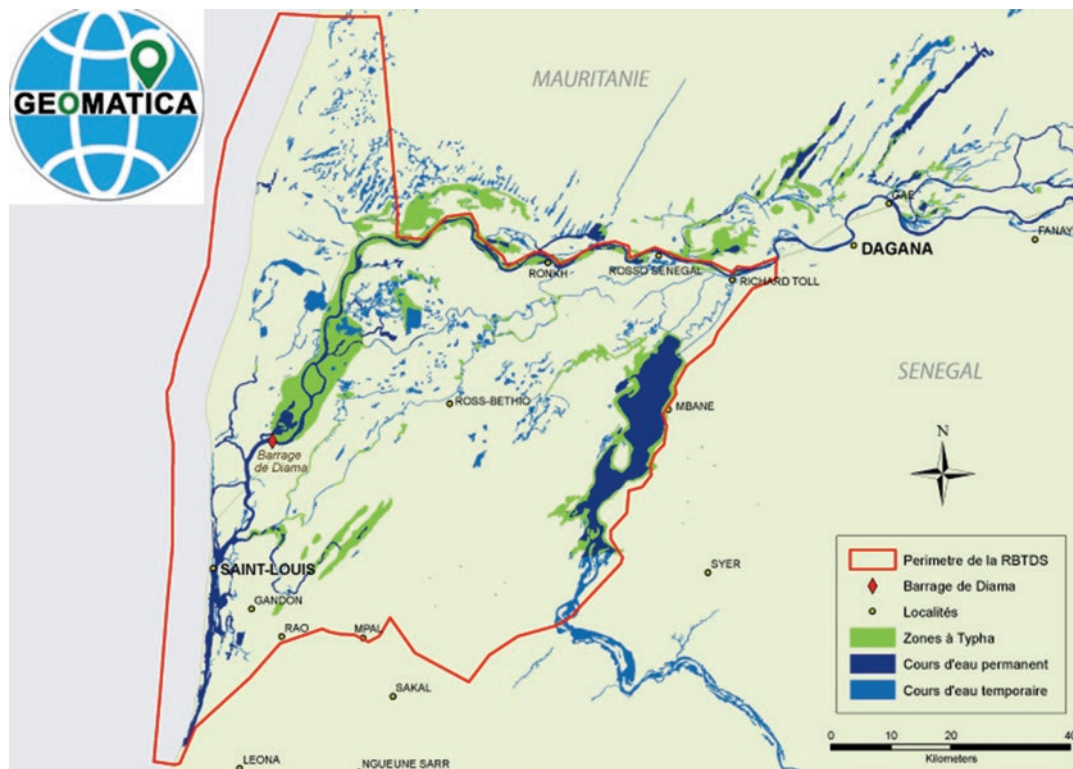 GEOMATICA
MAURITANIE
GAE
FANAY
DAGANA
RONKH
ROSSO SENEGAL
RICHARD TOLL
SENEGAL
ROSS-BETHIO
MBANE
Barrage
de Diama
N
SAINT-LOUIS
SYER
GANDON
RAO
MPAL
SAKAL
LEONA
NGUEUNE SARR
Perimetre de la RBTDS
Barrage de Diama
Localités
Zones à Typha
Cours d'eau permanent
Cours d'eau temporaire
0 10 20 40
Kilometers